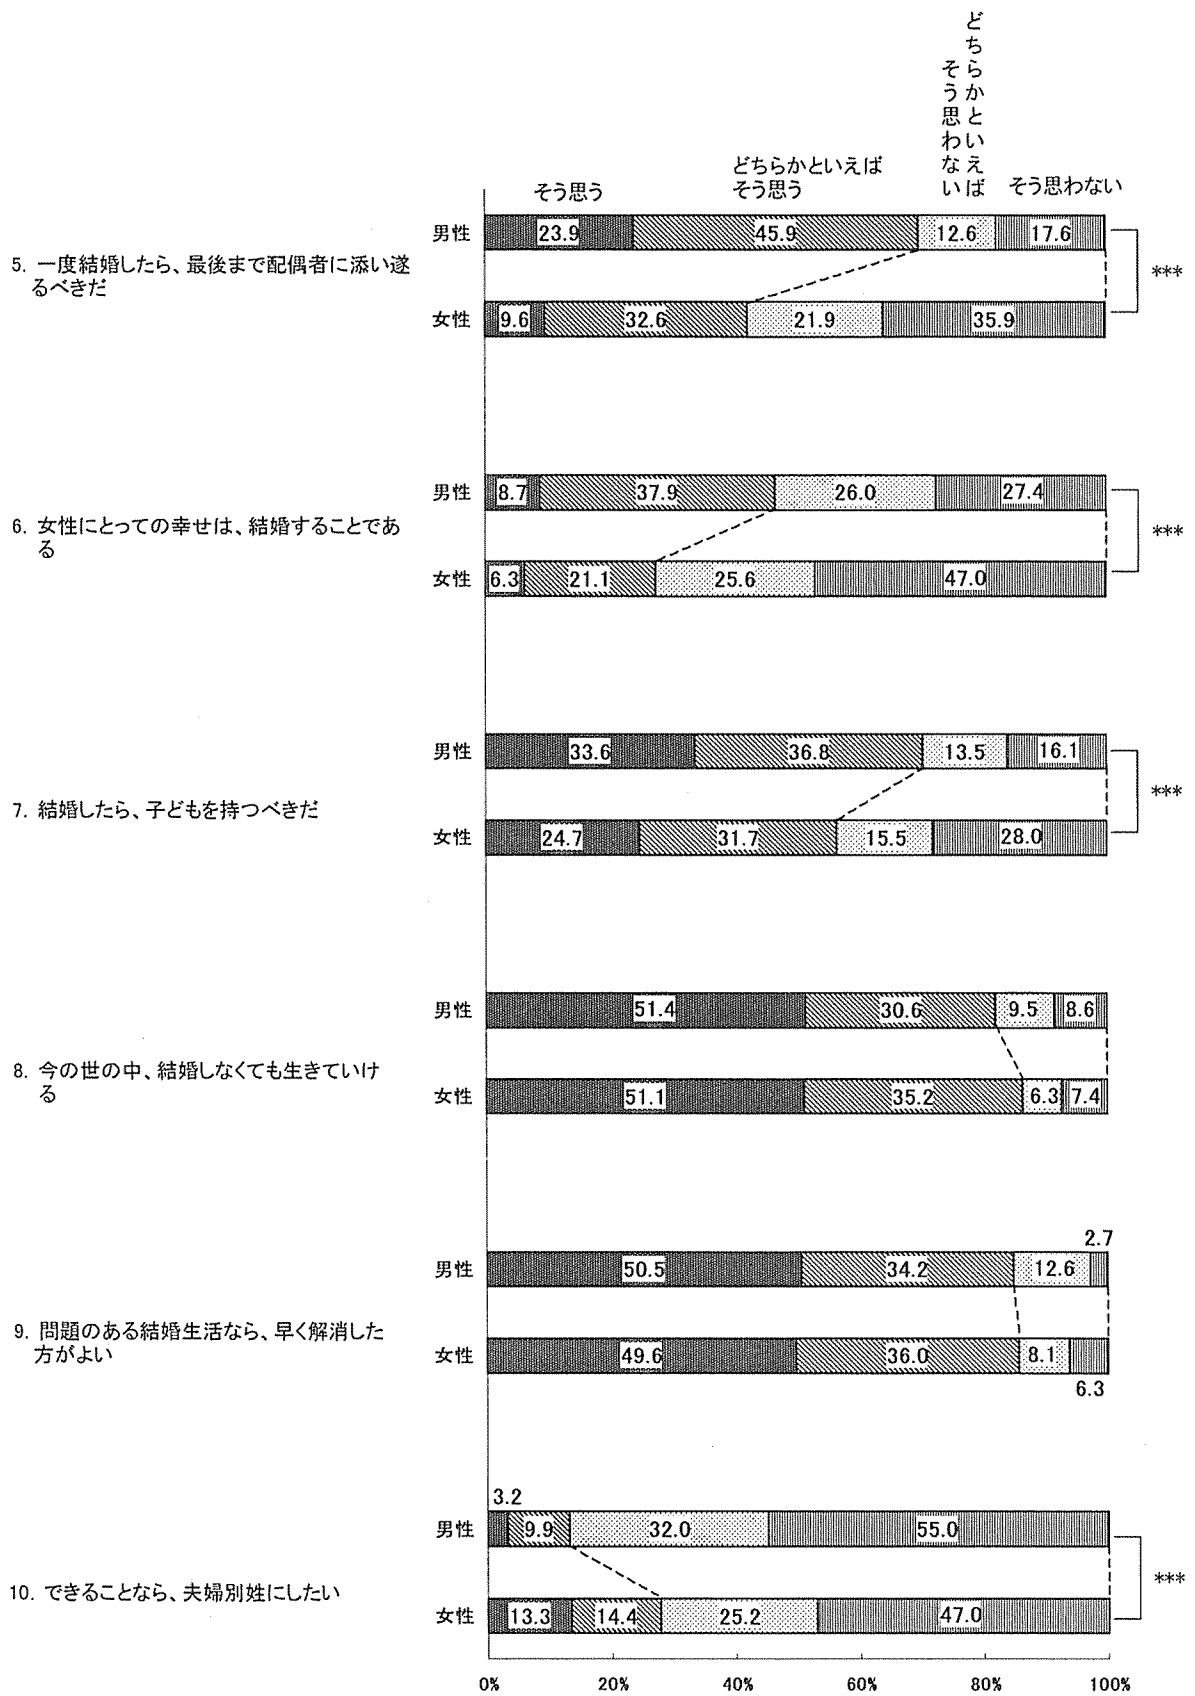 どちらかといえば
そう思わない
そう思う
どちらかといえば
そう思う
そう思わない
男性
23.9
45.9
12.6
17.6
5. 一度結婚したら、最後まで配偶者に添い遂
るべきだ
***
女性
9.6
32.6
21.9
35.9
男性
8.7
37.9
26.0
27.4
6. 女性にとっての幸せは、結婚することであ
る
***
女性
6.3
21.1
25.6
47.0
男性
33.6
36.8
13.5
16.1
7. 結婚したら、子どもを持つべきだ
***
女性
24.7
31.7
15.5
28.0
男性
51.4
30.6
9.5
8.6
8. 今の世の中、結婚しなくても生きていけ
る
女性
51.1
35.2
6.3
7.4
2.7
男性
50.5
34.2
12.6
9. 問題のある結婚生活なら、早く解消した
方がよい
女性
49.6
36.0
8.1
6.3
3.2
男性
9.9
32.0
55.0
10. できることなら、夫婦別姓にしたい
***
女性
13.3
14.4
25.2
47.0
0%
20%
40%
60%
80%
100%